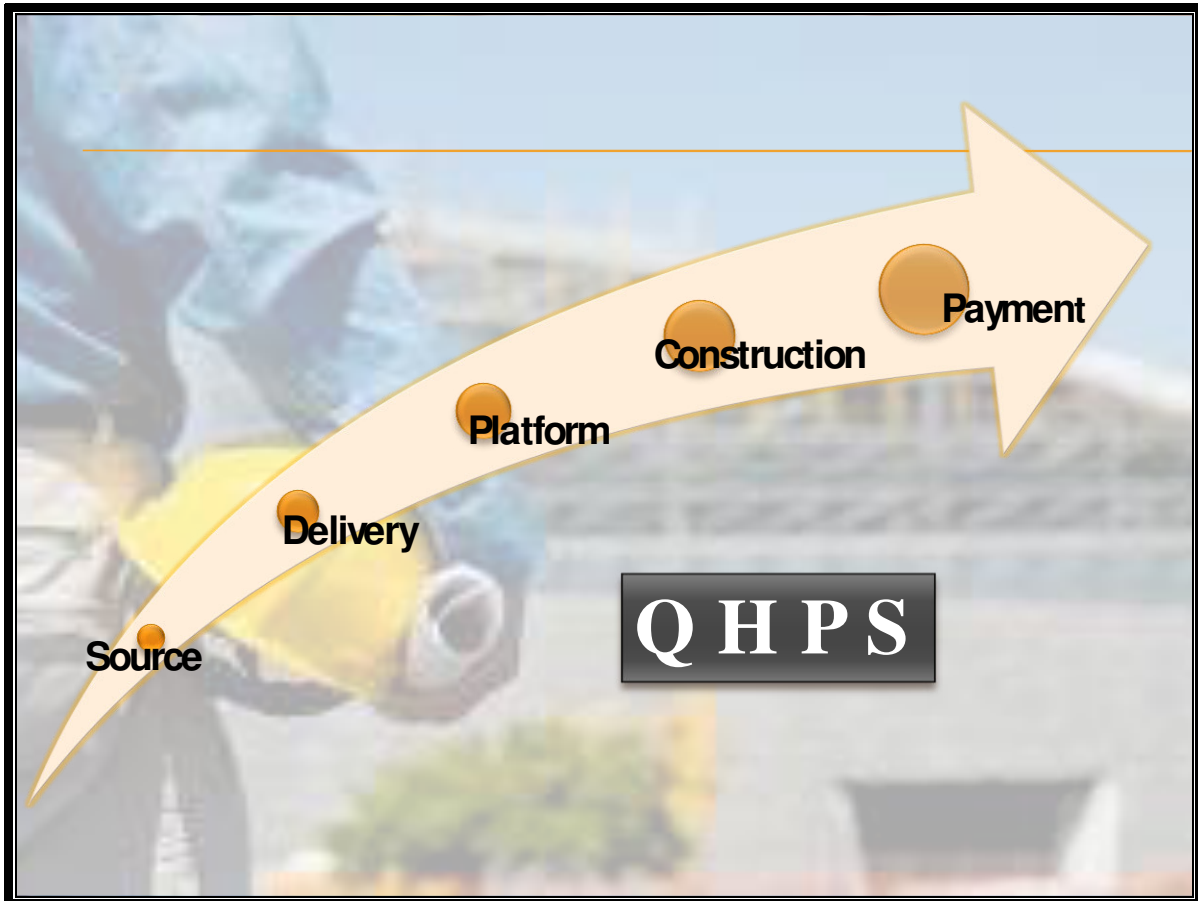 Payment
Construction
Platform
Delivery
Q H P S
Source